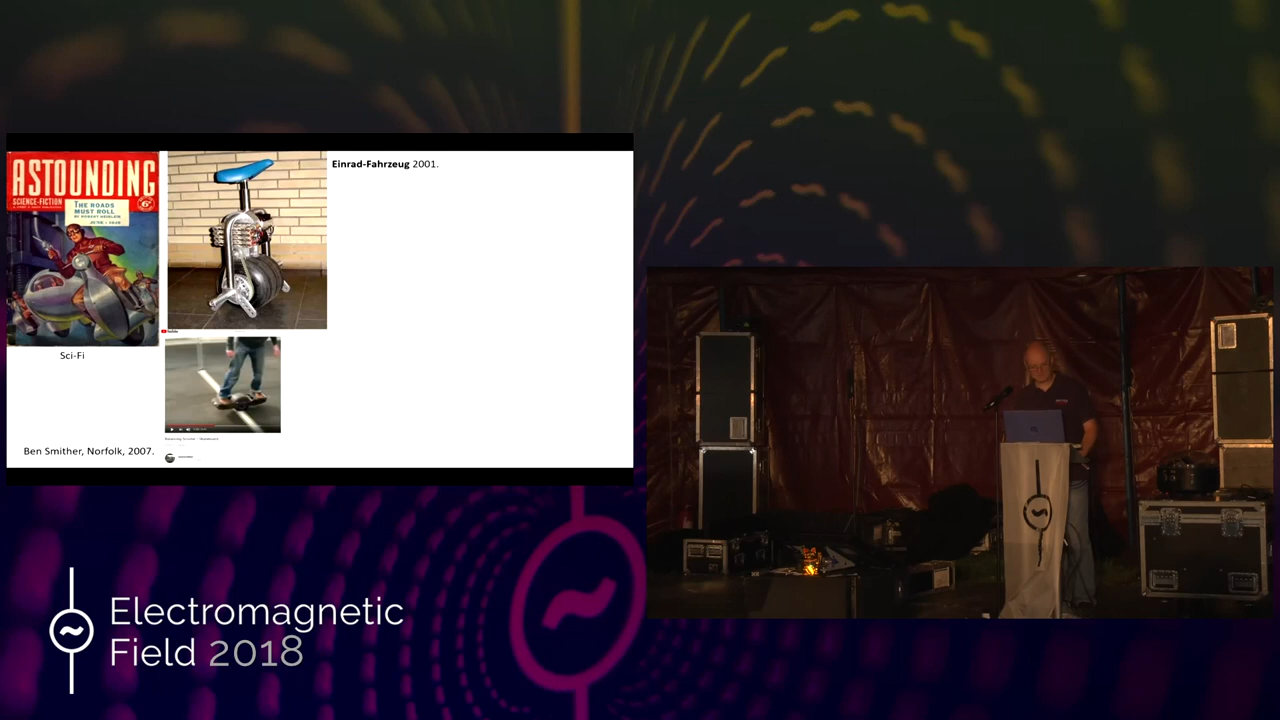 ASTOUNDING
SCIENCE-FICTION
THE ROADS
MUST ROLL
Einrad-Fahrzeug 2001.
Sci-Fi
Ben Smither, Norfolk, 2007.
Electromagnetic
Field 2018